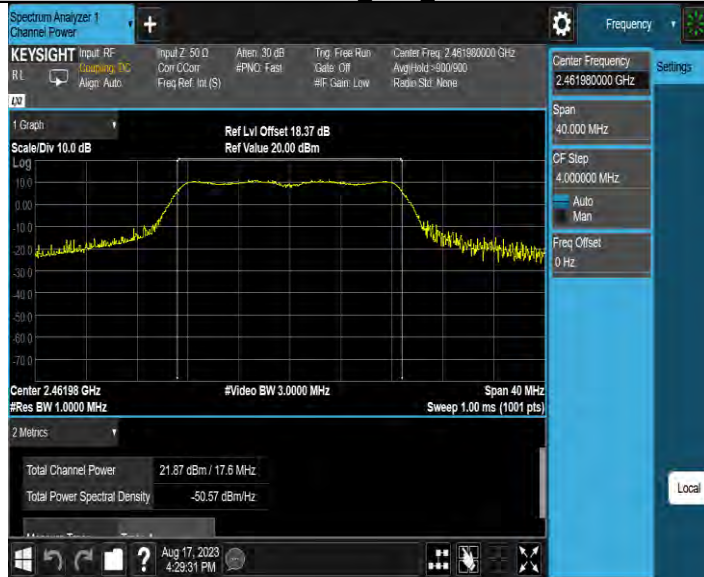 Spectrum Analyzer 1
Channel Power
+
Frequency
KEYSIGHT
Input: RF
Input Z: 50 Ω
Atten: 30 dB
Trig: Free Run
Center Freq: 2.461980000 GHz
RL
Coupling: DC
Corr CCorr
#PNO: Fast
Gate: Off
Avg|Hold:>900/900
Align: Auto
Freq Ref: Int (S)
#IF Gain: Low
Radio Std: None
Center Frequency
2.461980000 GHz
Settings
Span
40.000 MHz
CF Step
4.000000 MHz
Auto
Man
Freq Offset
0 Hz
1 Graph
Ref Lvl Offset 18.37 dB
Scale/Div 10.0 dB
Ref Value 20.00 dBm
Log
10.0
0.00
-10.0
-20.0
-30.0
-40.0
-50.0
-60.0
-70.0
Center 2.46198 GHz
#Video BW 3.0000 MHz
Span 40 MHz
#Res BW 1.0000 MHz
Sweep 1.00 ms (1001 pts)
2 Metrics
Total Channel Power
21.87 dBm / 17.6 MHz
Total Power Spectral Density
-50.57 dBm/Hz
Local
?
Aug 17, 2023
4:29:31 PM